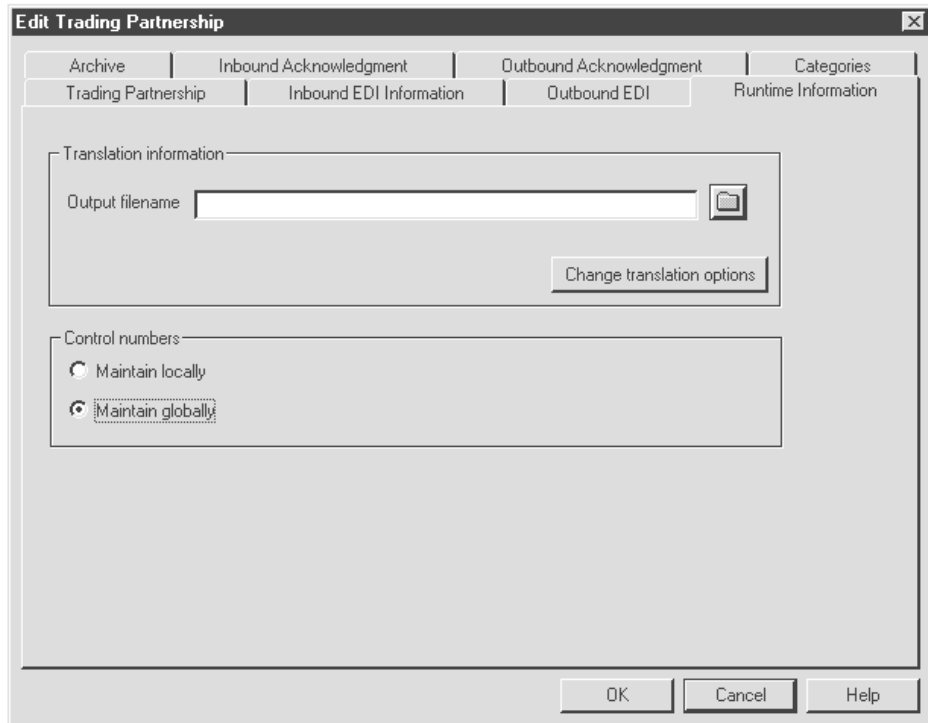 Edit Trading Partnership
Archive Inbound Acknowledgment Outbound Acknowledgment Categories
Trading Partnership Inbound EDI Information Outbound EDI Runtime Information
Translation information
Output filename
Change translation options
Control numbers
Maintain locally
Maintain globally
OK Cancel Help